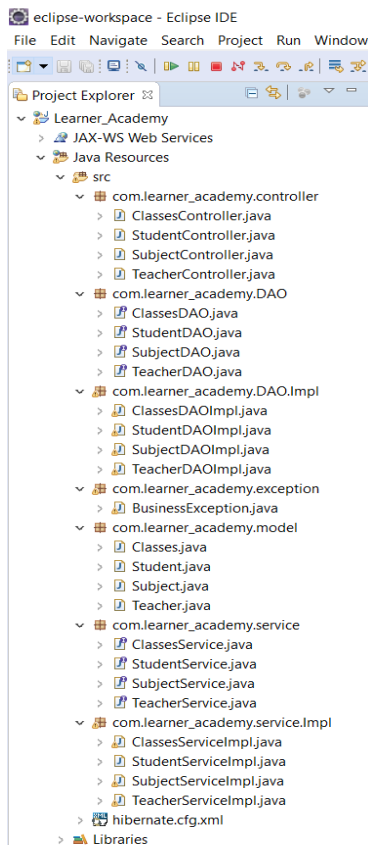 eclipse-workspace - Eclipse IDE
File Edit Navigate Search Project Run Window
Project Explorer
Learner_Academy
JAX-WS Web Services
Java Resources
src
com.learner_academy.controller
ClassesController.java
StudentController.java
SubjectController.java
TeacherController.java
com.learner_academy.DAO
ClassesDAO.java
StudentDAO.java
SubjectDAO.java
TeacherDAO.java
com.learner_academy.DAO.Impl
ClassesDAOImpl.java
StudentDAOImpl.java
SubjectDAOImpl.java
TeacherDAOImpl.java
com.learner_academy.exception
BusinessException.java
com.learner_academy.model
Classes.java
Student.java
Subject.java
Teacher.java
com.learner_academy.service
ClassesService.java
StudentService.java
SubjectService.java
TeacherService.java
com.learner_academy.service.Impl
ClassesServiceImpl.java
StudentServiceImpl.java
SubjectServiceImpl.java
TeacherServiceImpl.java
hibernate.cfg.xml
Libraries